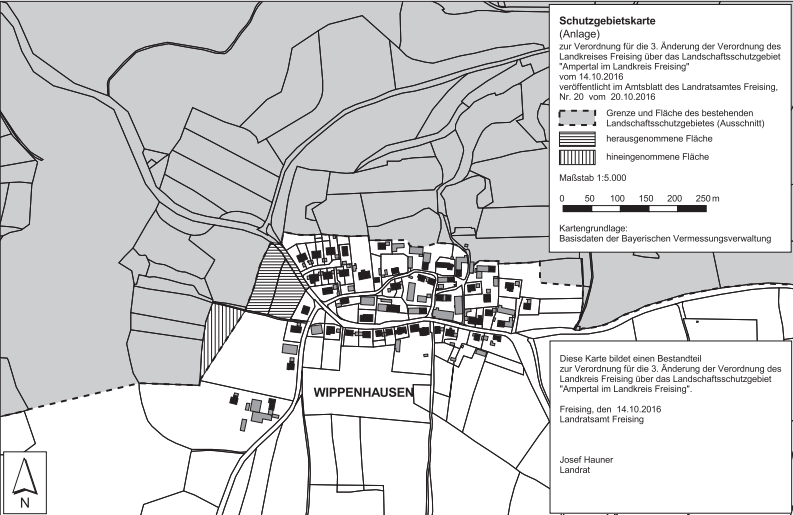 Schutzgebietskarte
(Anlage)
zur Verordnung für die 3. Änderung der Verordnung des
Landkreises Freising über das Landschaftsschutzgebiet
"Ampertal im Landkreis Freising"
vom 14.10.2016
veröffentlicht im Amtsblatt des Landratsamtes Freising,
Nr. 20 vom 20.10.2016
Grenze und Fläche des bestehenden
Landschaftsschutzgebietes (Ausschnitt)
herausgenommene Fläche
hineingenommene Fläche
Maßstab 1:5.000
0 50 100 150 200 250 m
Kartengrundlage:
Basisdaten der Bayerischen Vermessungsverwaltung
WIPPENHAUSEN
Diese Karte bildet einen Bestandteil
zur Verordnung für die 3. Änderung der Verordnung des
Landkreis Freising über das Landschaftsschutzgebiet
"Ampertal im Landkreis Freising".
Freising, den 14.10.2016
Landratsamt Freising
Josef Hauner
Landrat
N